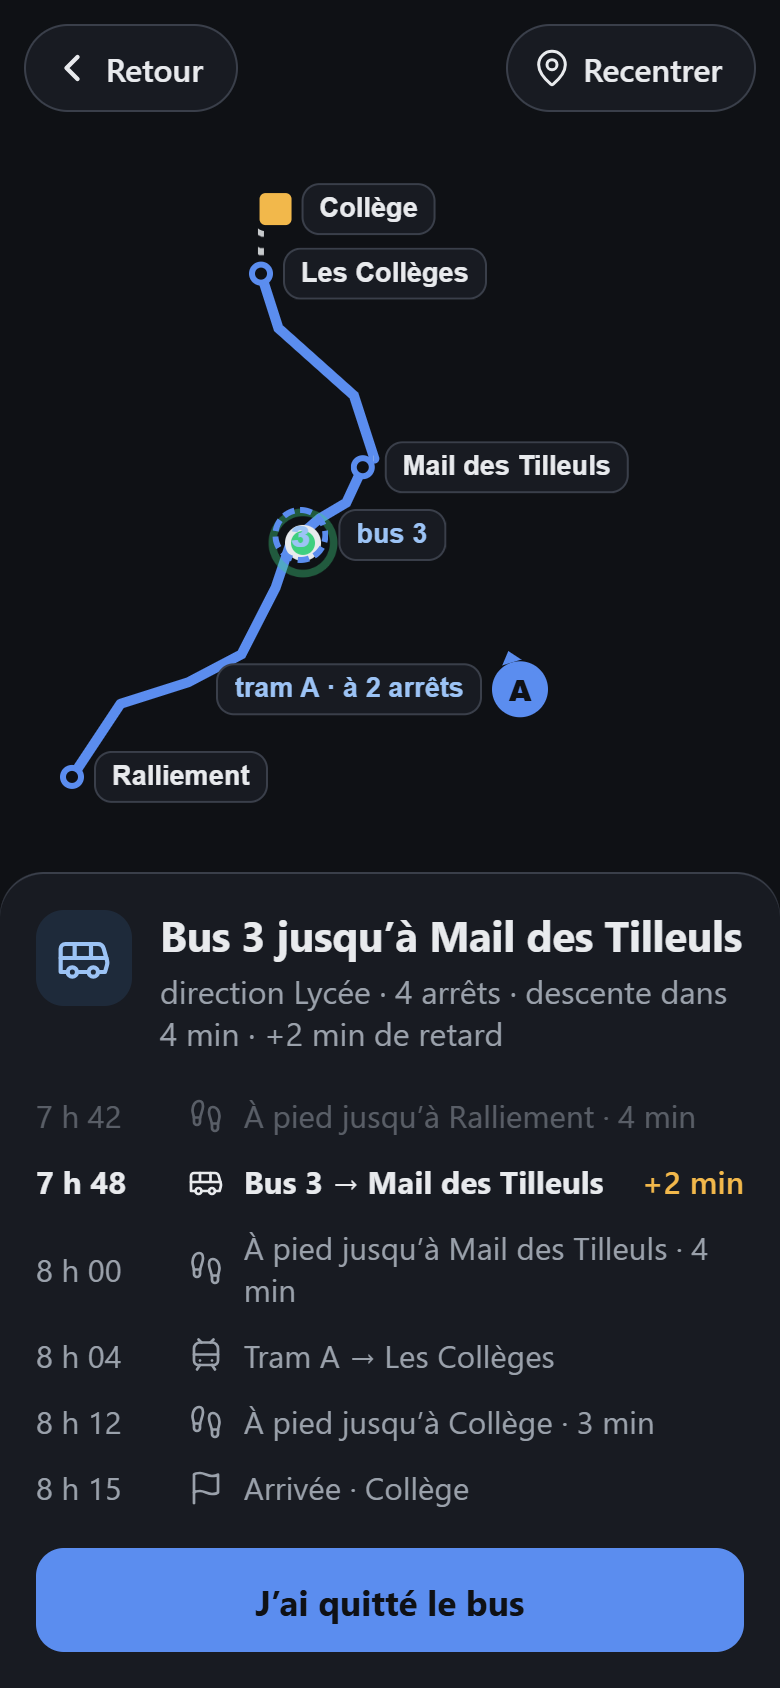 Retour
Recentrer
Collège
Les Collèges
Mail des Tilleuls
3
bus 3
tram A · à 2 arrêts
A
Ralliement
Bus 3 jusqu’à Mail des Tilleuls
direction Lycée · 4 arrêts · descente dans
4 min · +2 min de retard
7 h 42 À pied jusqu’à Ralliement · 4 min
7 h 48 Bus 3 → Mail des Tilleuls +2 min
8 h 00 À pied jusqu’à Mail des Tilleuls · 4
min
8 h 04 Tram A → Les Collèges
8 h 12 À pied jusqu’à Collège · 3 min
8 h 15 Arrivée · Collège
J’ai quitté le bus